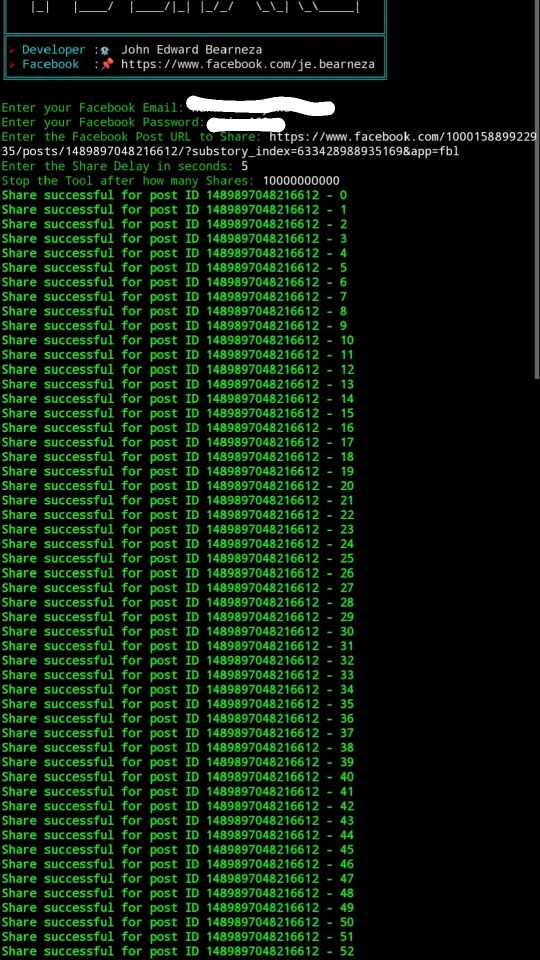 Developer : John Edward Bearneza
Facebook : https://www.facebook.com/je.bearneza
Enter your Facebook Email:
Enter your Facebook Password:
Enter the Facebook Post URL to Share: https://www.facebook.com/1000158899229
35/posts/1489897048216612/?substory_index=633428988935169&app=fbl
Enter the Share Delay in seconds: 5
Stop the Tool after how many Shares: 10000000000
Share successful for post ID 1489897048216612 - 0
Share successful for post ID 1489897048216612 - 1
Share successful for post ID 1489897048216612 - 2
Share successful for post ID 1489897048216612 - 3
Share successful for post ID 1489897048216612 - 4
Share successful for post ID 1489897048216612 - 5
Share successful for post ID 1489897048216612 - 6
Share successful for post ID 1489897048216612 - 7
Share successful for post ID 1489897048216612 - 8
Share successful for post ID 1489897048216612 - 9
Share successful for post ID 1489897048216612 - 10
Share successful for post ID 1489897048216612 - 11
Share successful for post ID 1489897048216612 - 12
Share successful for post ID 1489897048216612 - 13
Share successful for post ID 1489897048216612 - 14
Share successful for post ID 1489897048216612 - 15
Share successful for post ID 1489897048216612 - 16
Share successful for post ID 1489897048216612 - 17
Share successful for post ID 1489897048216612 - 18
Share successful for post ID 1489897048216612 - 19
Share successful for post ID 1489897048216612 - 20
Share successful for post ID 1489897048216612 - 21
Share successful for post ID 1489897048216612 - 22
Share successful for post ID 1489897048216612 - 23
Share successful for post ID 1489897048216612 - 24
Share successful for post ID 1489897048216612 - 25
Share successful for post ID 1489897048216612 - 26
Share successful for post ID 1489897048216612 - 27
Share successful for post ID 1489897048216612 - 28
Share successful for post ID 1489897048216612 - 29
Share successful for post ID 1489897048216612 - 30
Share successful for post ID 1489897048216612 - 31
Share successful for post ID 1489897048216612 - 32
Share successful for post ID 1489897048216612 - 33
Share successful for post ID 1489897048216612 - 34
Share successful for post ID 1489897048216612 - 35
Share successful for post ID 1489897048216612 - 36
Share successful for post ID 1489897048216612 - 37
Share successful for post ID 1489897048216612 - 38
Share successful for post ID 1489897048216612 - 39
Share successful for post ID 1489897048216612 - 40
Share successful for post ID 1489897048216612 - 41
Share successful for post ID 1489897048216612 - 42
Share successful for post ID 1489897048216612 - 43
Share successful for post ID 1489897048216612 - 44
Share successful for post ID 1489897048216612 - 45
Share successful for post ID 1489897048216612 - 46
Share successful for post ID 1489897048216612 - 47
Share successful for post ID 1489897048216612 - 48
Share successful for post ID 1489897048216612 - 49
Share successful for post ID 1489897048216612 - 50
Share successful for post ID 1489897048216612 - 51
Share successful for post ID 1489897048216612 - 52